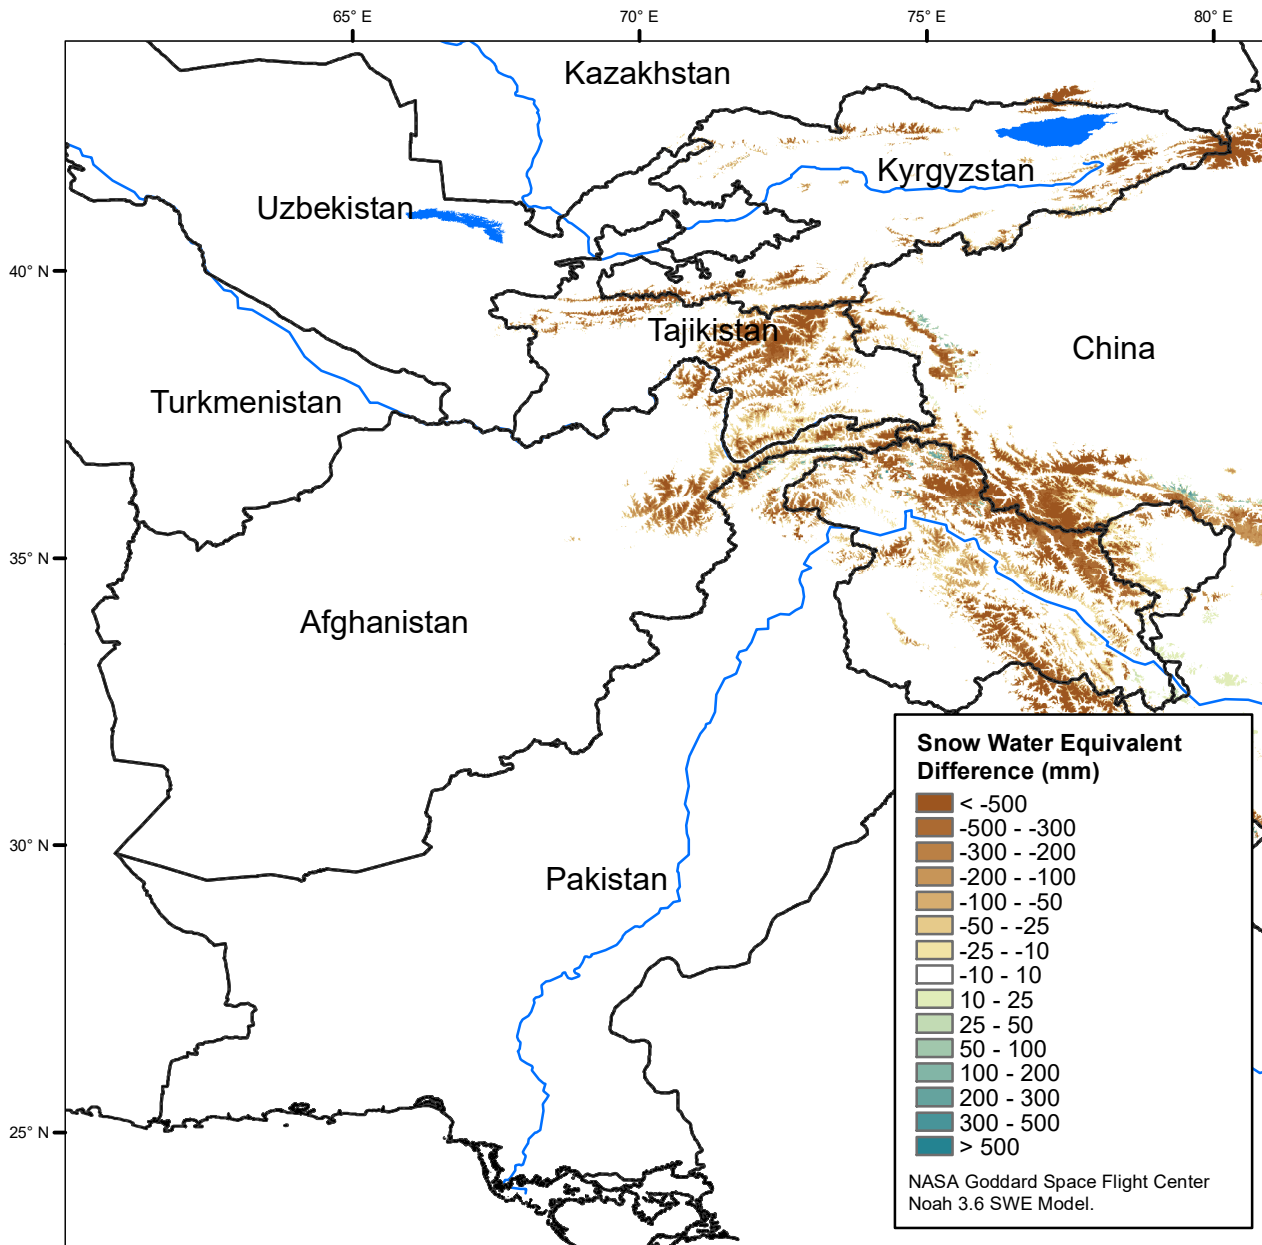 65° E
70° E
75° E
80° E
Kazakhstan
Kyrgyzstan
Uzbekistan
40° N
Tajikistan
China
Turkmenistan
35° N
Afghanistan
30° N
Pakistan
25° N
Snow Water Equivalent
Difference (mm)
< -500
-500 - -300
-300 - -200
-200 - -100
-100 - -50
-50 - -25
-25 - -10
-10 - 10
10 - 25
25 - 50
50 - 100
100 - 200
200 - 300
300 - 500
> 500
NASA Goddard Space Flight Center
Noah 3.6 SWE Model.